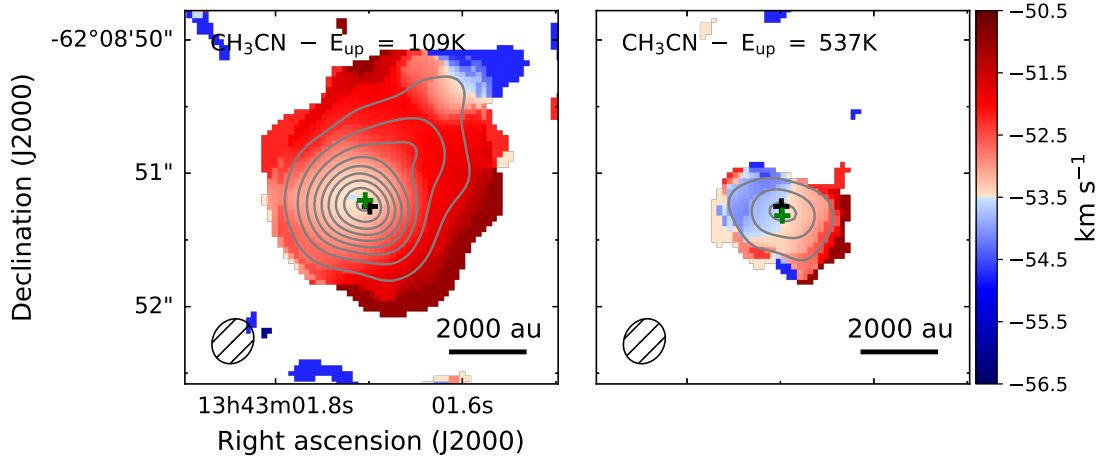 CH₃CN − E_up = 109K
CH₃CN − E_up = 537K
-62°08'50"
51"
52"
Declination (J2000)
2000 au
2000 au
13h43m01.8s
01.6s
Right ascension (J2000)
−50.5
−51.5
−52.5
−53.5
−54.5
−55.5
−56.5
km s⁻¹